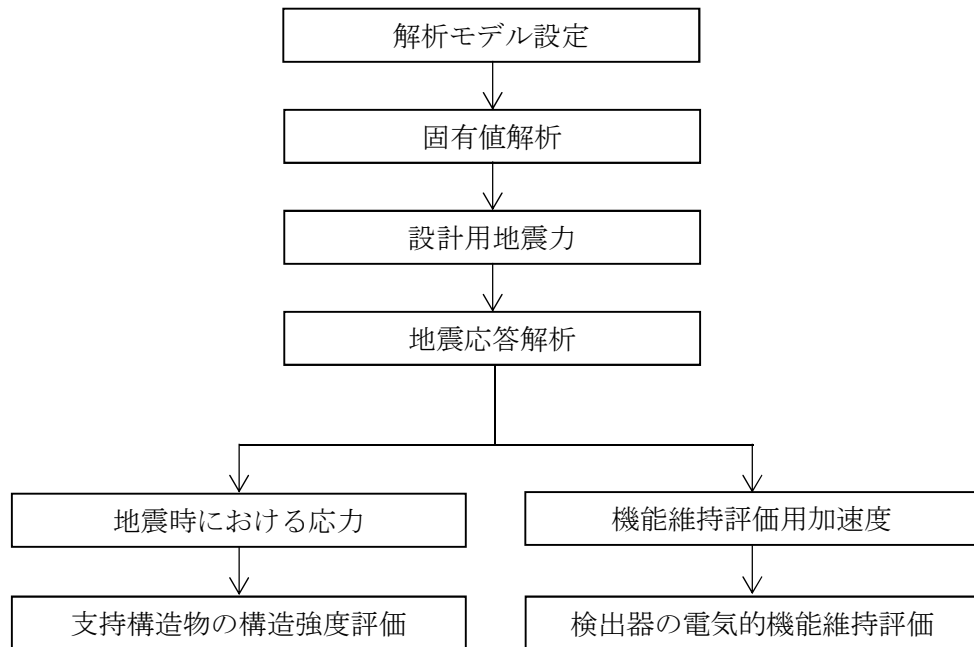 解析モデル設定
固有値解析
設計用地震力
地震応答解析
地震時における応力
機能維持評価用加速度
支持構造物の構造強度評価
検出器の電気的機能維持評価